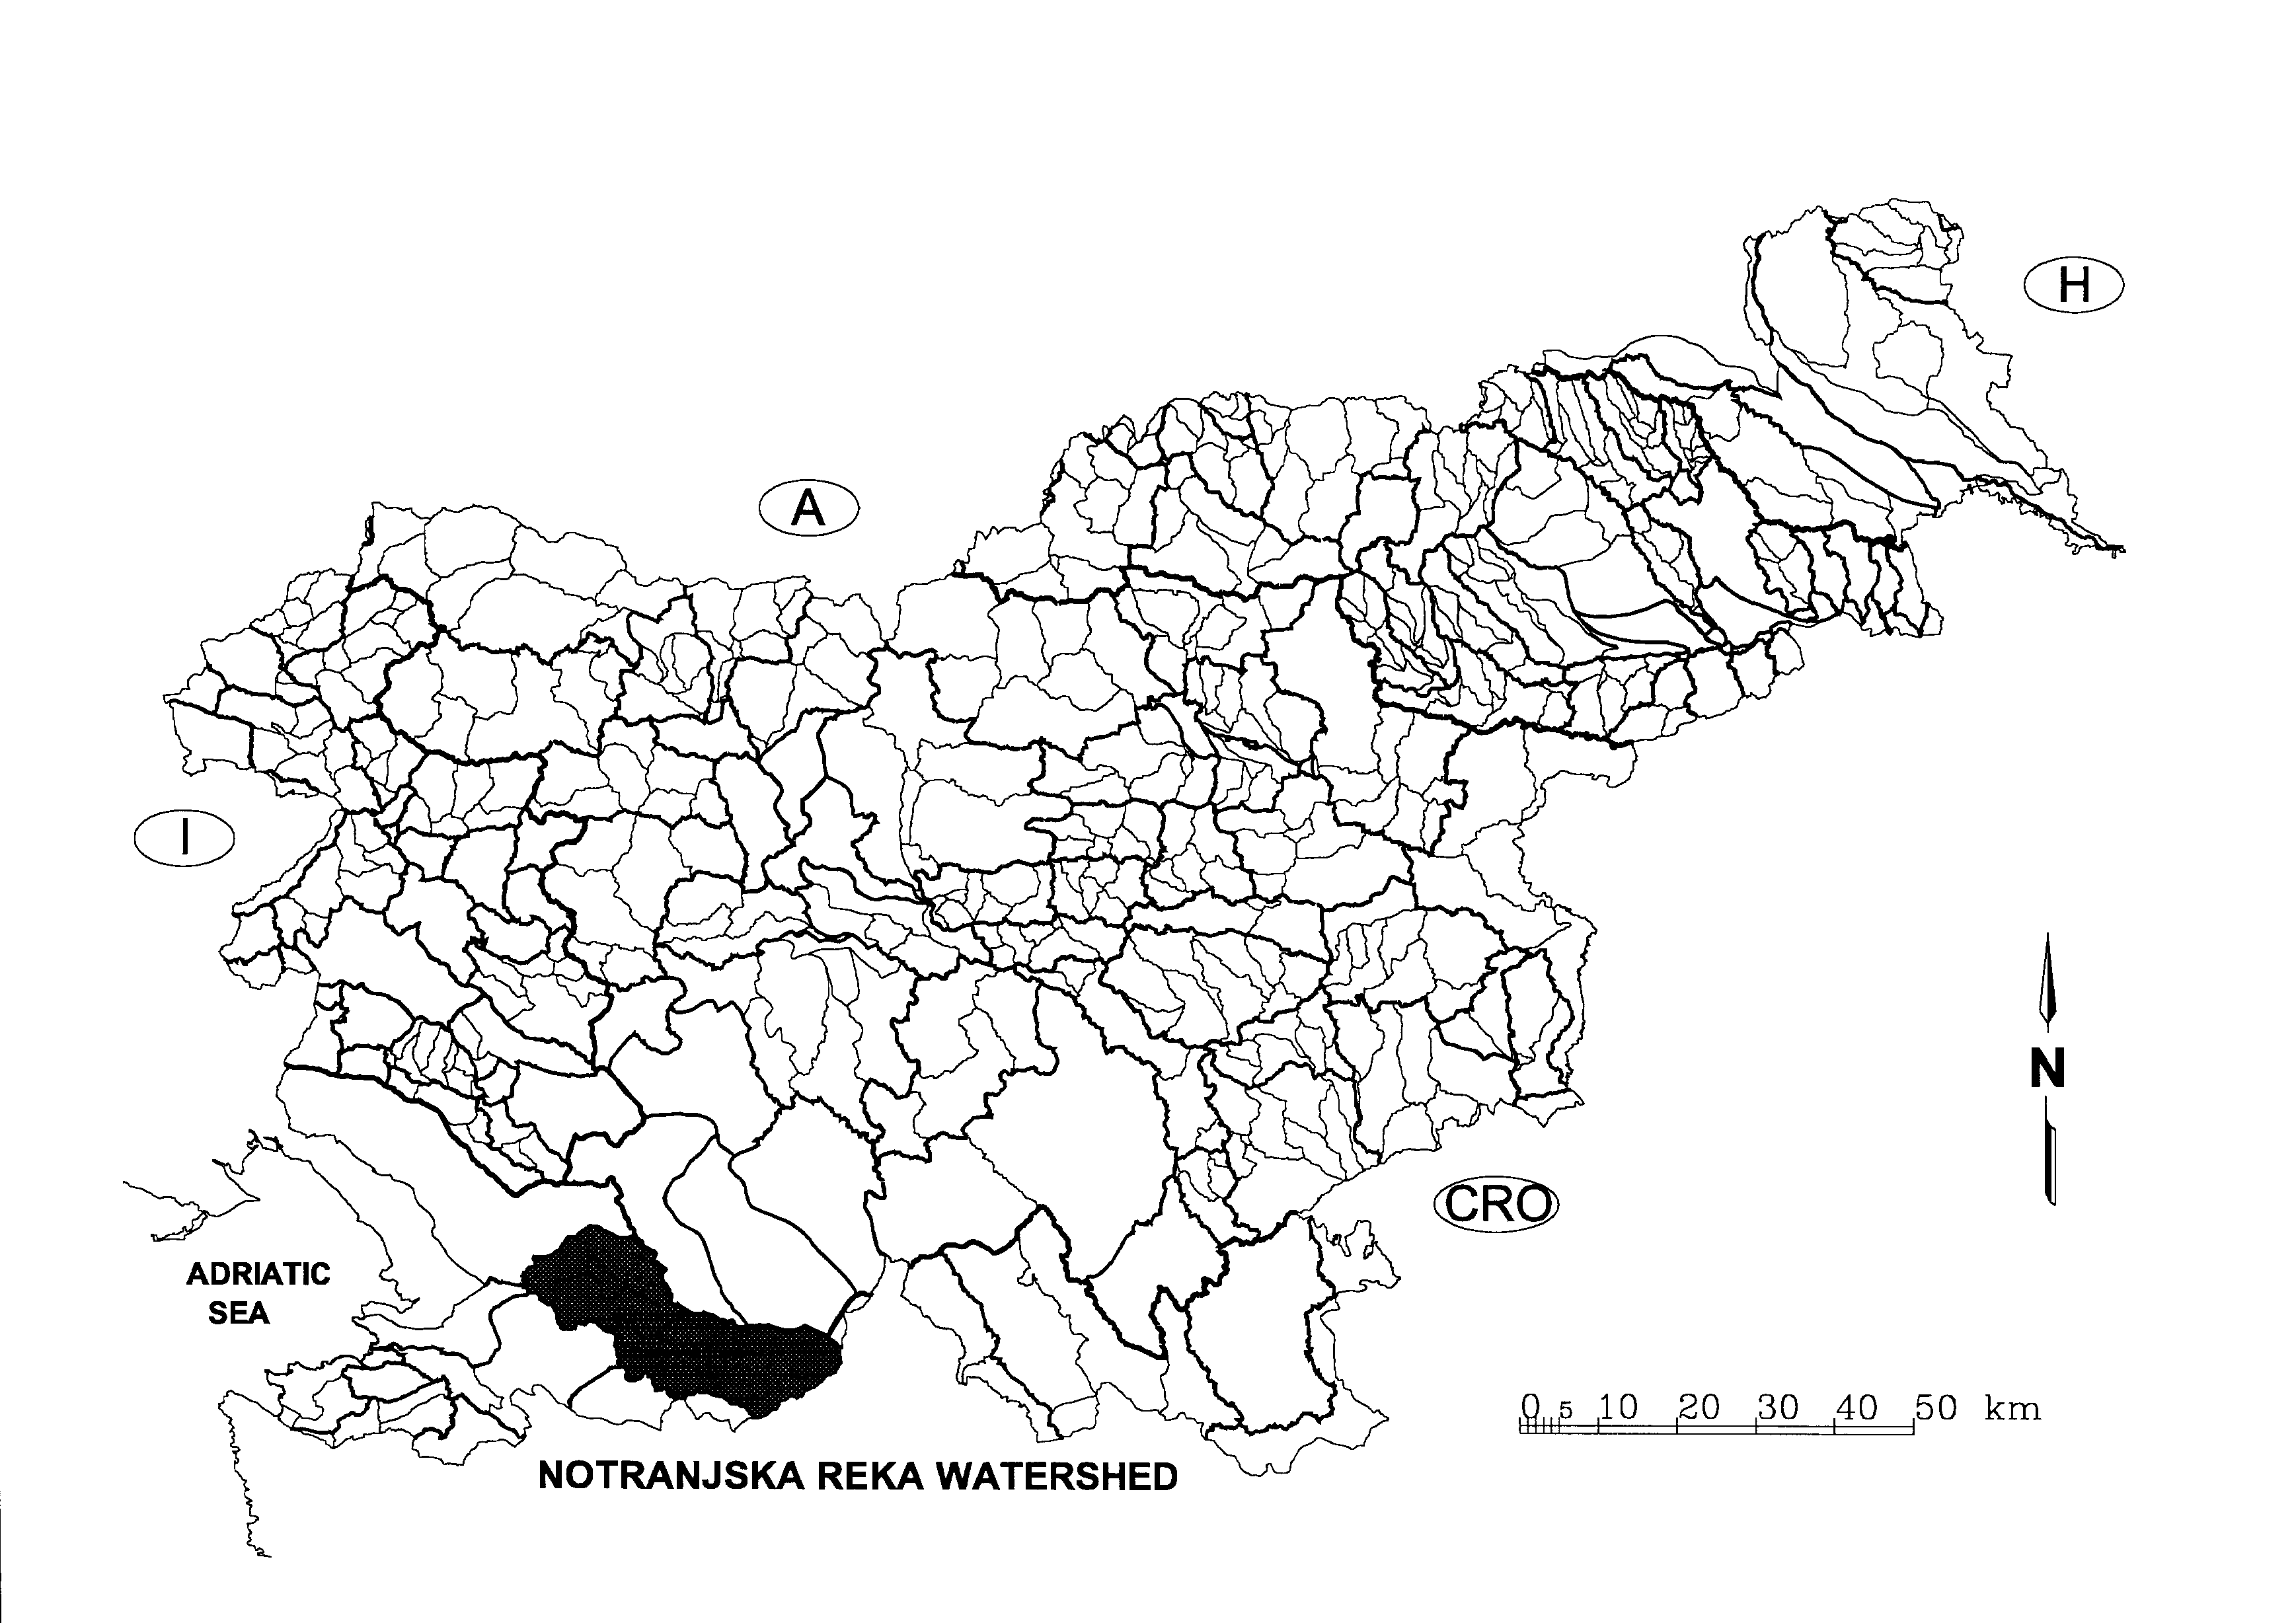 H
A
I
CRO
N
ADRIATIC
SEA
0 5 10 20 30 40 50 km
NOTRANJSKA REKA WATERSHED